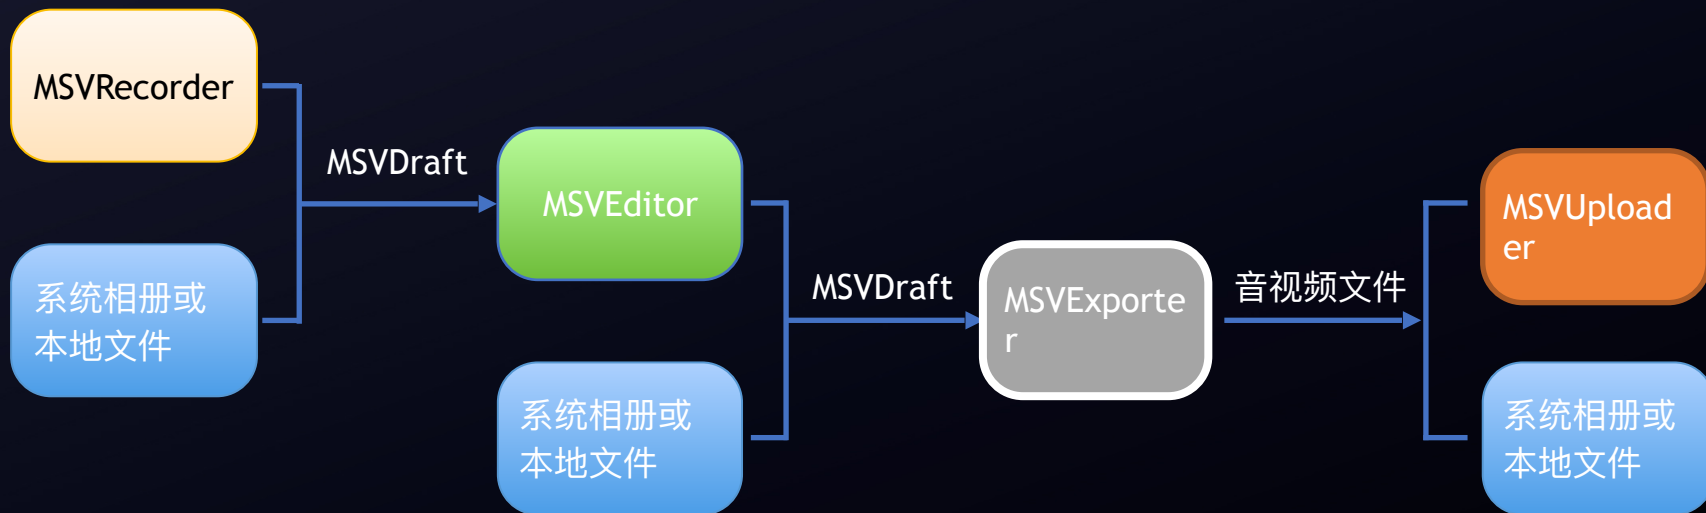 MSVRecorder
系统相册或
本地文件
MSVDraft
MSVEditor
系统相册或
本地文件
MSVDraft
MSVExporte
r
音视频文件
MSVUpload
er
系统相册或
本地文件